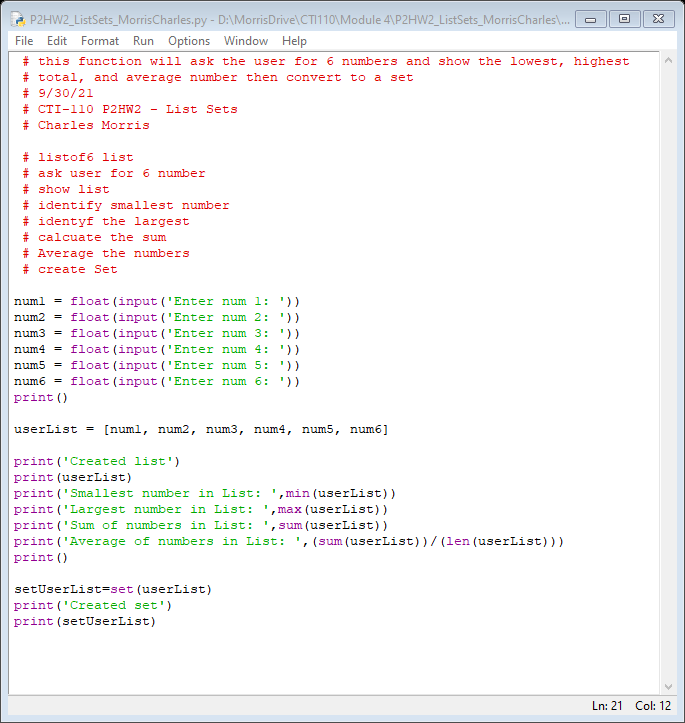 P2HW2_ListSets_MorrisCharles.py - D:\MorrisDrive\CTI110\Module 4\P2HW2_ListSets_MorrisCharles\...
File Edit Format Run Options Window Help
# this function will ask the user for 6 numbers and show the lowest, highest
# total, and average number then convert to a set
# 9/30/21
# CTI-110 P2HW2 - List Sets
# Charles Morris

# listof6 list
# ask user for 6 number
# show list
# identify smallest number
# identyf the largest
# calcuate the sum
# Average the numbers
# create Set

num1 = float(input('Enter num 1: '))
num2 = float(input('Enter num 2: '))
num3 = float(input('Enter num 3: '))
num4 = float(input('Enter num 4: '))
num5 = float(input('Enter num 5: '))
num6 = float(input('Enter num 6: '))
print()

userList = [num1, num2, num3, num4, num5, num6]

print('Created list')
print(userList)
print('Smallest number in List: ',min(userList))
print('Largest number in List: ',max(userList))
print('Sum of numbers in List: ',sum(userList))
print('Average of numbers in List: ',(sum(userList))/(len(userList)))
print()

setUserList=set(userList)
print('Created set')
print(setUserList)
Ln: 21 Col: 12